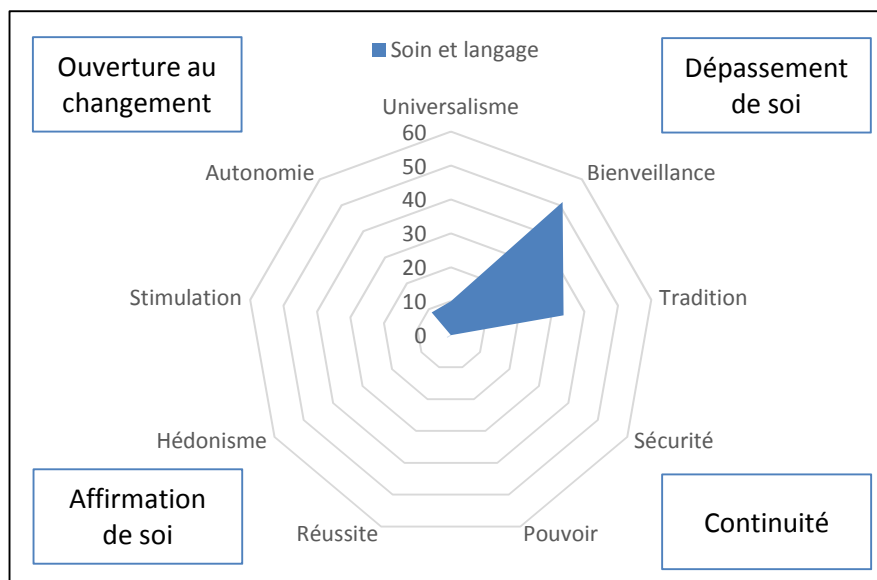 Ouverture au
changement
Soin et langage
Dépassement
de soi
Universalisme
60
50
40
30
20
10
0
Autonomie
Bienveillance
Stimulation
Tradition
Hédonisme
Sécurité
Réussite
Pouvoir
Affirmation
de soi
Continuité